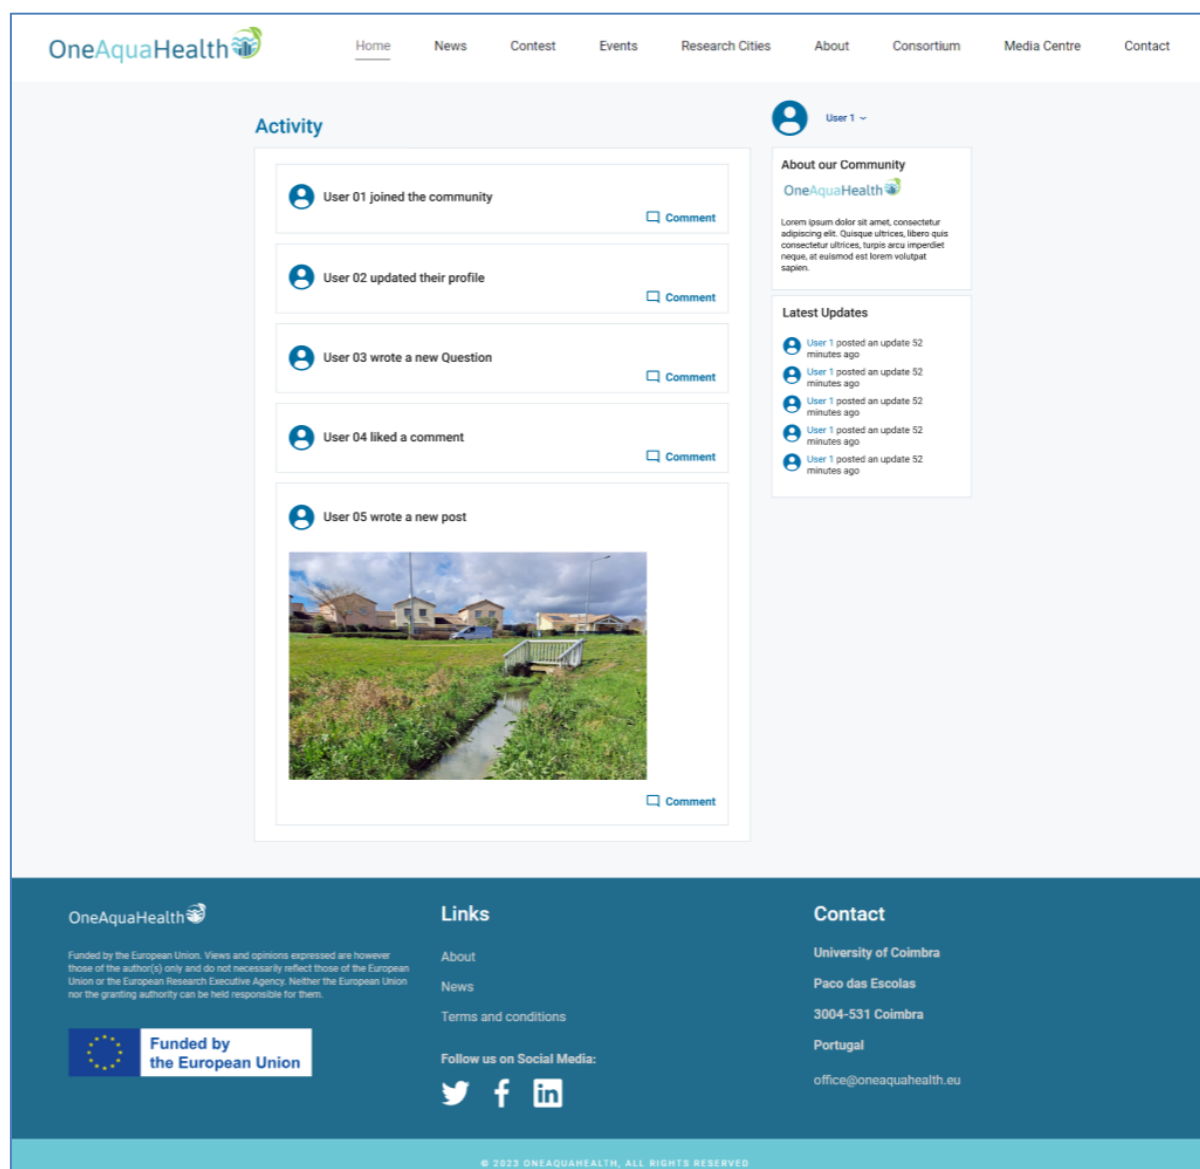 OneAquaHealth
Home News Contest Events Research Cities About Consortium Media Centre Contact
Activity
User 01 joined the community
Comment
User 02 updated their profile
Comment
User 03 wrote a new Question
Comment
User 04 liked a comment
Comment
User 05 wrote a new post
Comment
User 1
About our Community
OneAquaHealth
Lorem ipsum dolor sit amet, consectetur
adipiscing elit. Quisque ultrices, libero quis
consectetur ultrices, turpis arcu imperdiet
neque, at euismod est lorem volutpat
sapien.
Latest Updates
User 1 posted an update 52
minutes ago
User 1 posted an update 52
minutes ago
User 1 posted an update 52
minutes ago
User 1 posted an update 52
minutes ago
User 1 posted an update 52
minutes ago
OneAquaHealth
Funded by the European Union. Views and opinions expressed are however
those of the author(s) only and do not necessarily reflect those of the European
Union or the European Research Executive Agency. Neither the European Union
nor the granting authority can be held responsible for them.
Funded by
the European Union
Links
About
News
Terms and conditions
Follow us on Social Media:
Contact
University of Coimbra
Paco das Escolas
3004-531 Coimbra
Portugal
office@oneaquahealth.eu
© 2023 ONEAQUAHEALTH, ALL RIGHTS RESERVED